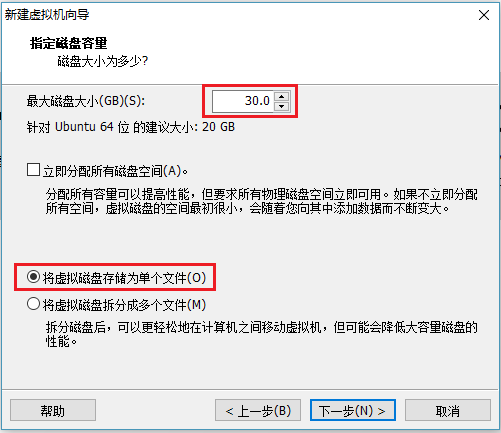 新建虚拟机向导
指定磁盘容量
磁盘大小为多少?
最大磁盘大小(GB)(S):
30.0
针对 Ubuntu 64 位 的建议大小: 20 GB
立即分配所有磁盘空间(A)。
分配所有容量可以提高性能，但要求所有物理磁盘空间立即可用。如果不立即分配
所有空间，虚拟磁盘的空间最初很小，会随着您向其中添加数据而不断变大。
将虚拟磁盘存储为单个文件(O)
将虚拟磁盘拆分成多个文件(M)
拆分磁盘后，可以更轻松地在计算机之间移动虚拟机，但可能会降低大容量磁盘的
性能。
帮助
< 上一步(B)
下一步(N) >
取消